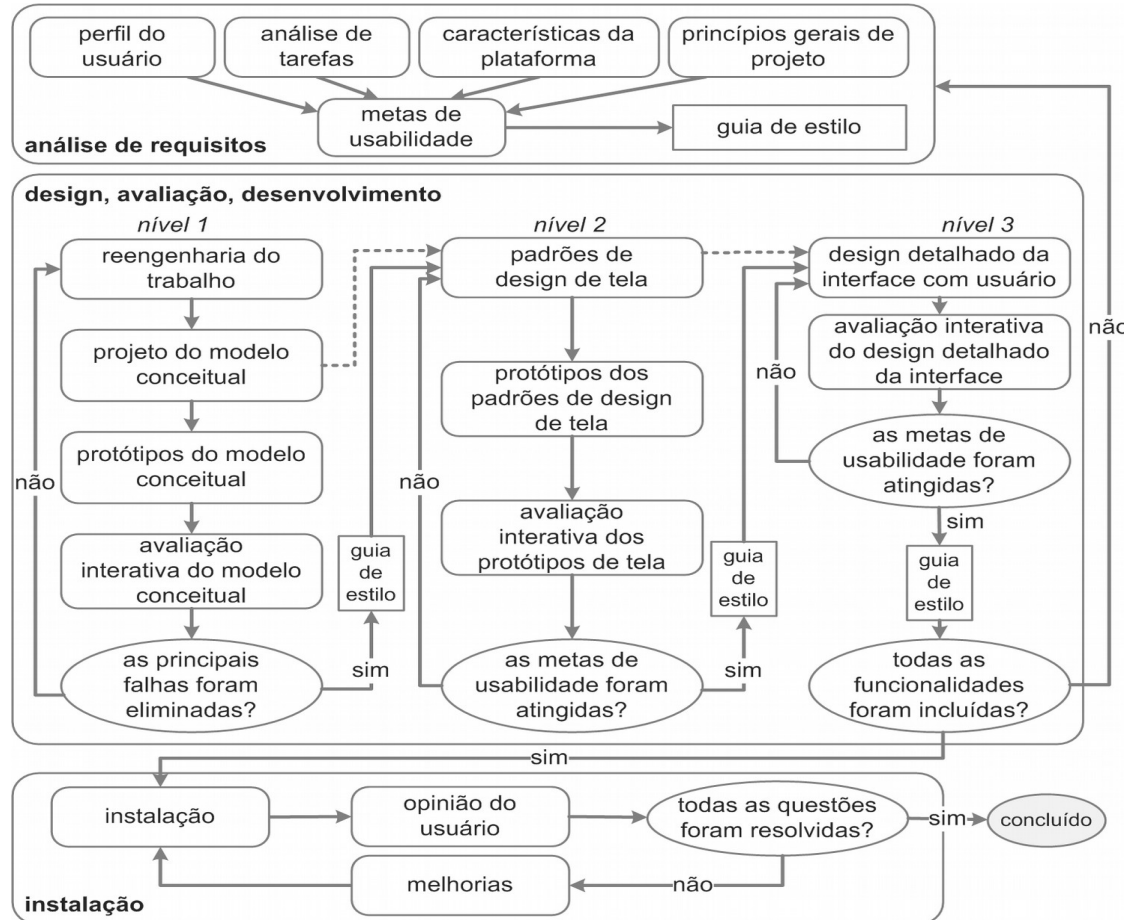 perfil do
usuário
análise de
tarefas
características da
plataforma
princípios gerais de
projeto
metas de
usabilidade
guia de estilo
análise de requisitos
não
design, avaliação, desenvolvimento
nível 1
reengenharia do
trabalho
projeto do modelo
conceitual
protótipos do modelo
conceitual
não
avaliação
interativa do modelo
conceitual
as principais
falhas foram
eliminadas?
sim
guia
de
estilo
nível 2
padrões de
design de tela
protótipos dos
padrões de design
de tela
não
avaliação
interativa dos
protótipos de tela
as metas de
usabilidade foram
atingidas?
sim
guia
de
estilo
nível 3
design detalhado da
interface com usuário
avaliação interativa
do design detalhado
da interface
não
as metas de
usabilidade foram
atingidas?
sim
guia
de
estilo
todas as
funcionalidades
foram incluídas?
sim
instalação
opinião do
usuário
todas as questões
foram resolvidas?
sim
concluído
não
melhorias
instalação